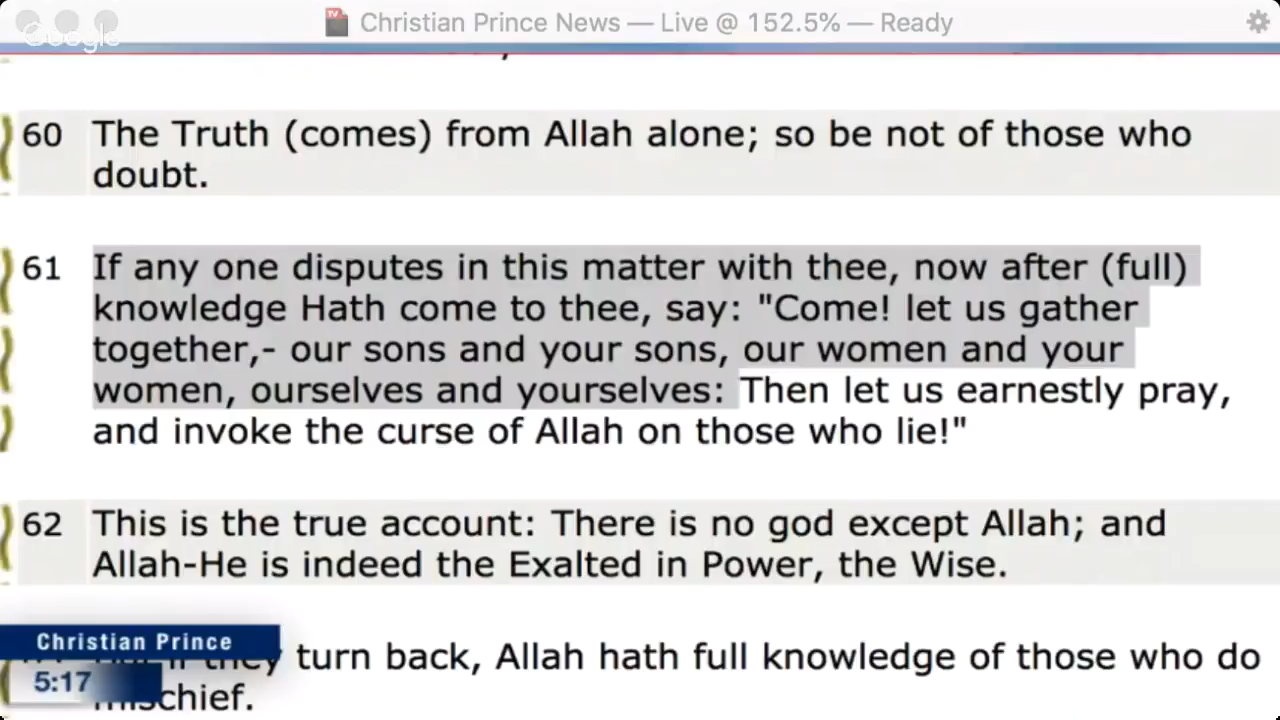 Christian Prince News — Live @ 152.5% — Ready
Google
60 The Truth (comes) from Allah alone; so be not of those who
doubt.
61 If any one disputes in this matter with thee, now after (full)
knowledge Hath come to thee, say: "Come! let us gather
together,- our sons and your sons, our women and your
women, ourselves and yourselves: Then let us earnestly pray,
and invoke the curse of Allah on those who lie!"
62 This is the true account: There is no god except Allah; and
Allah-He is indeed the Exalted in Power, the Wise.
Christian Prince
they turn back, Allah hath full knowledge of those who do
5:17
mischief.